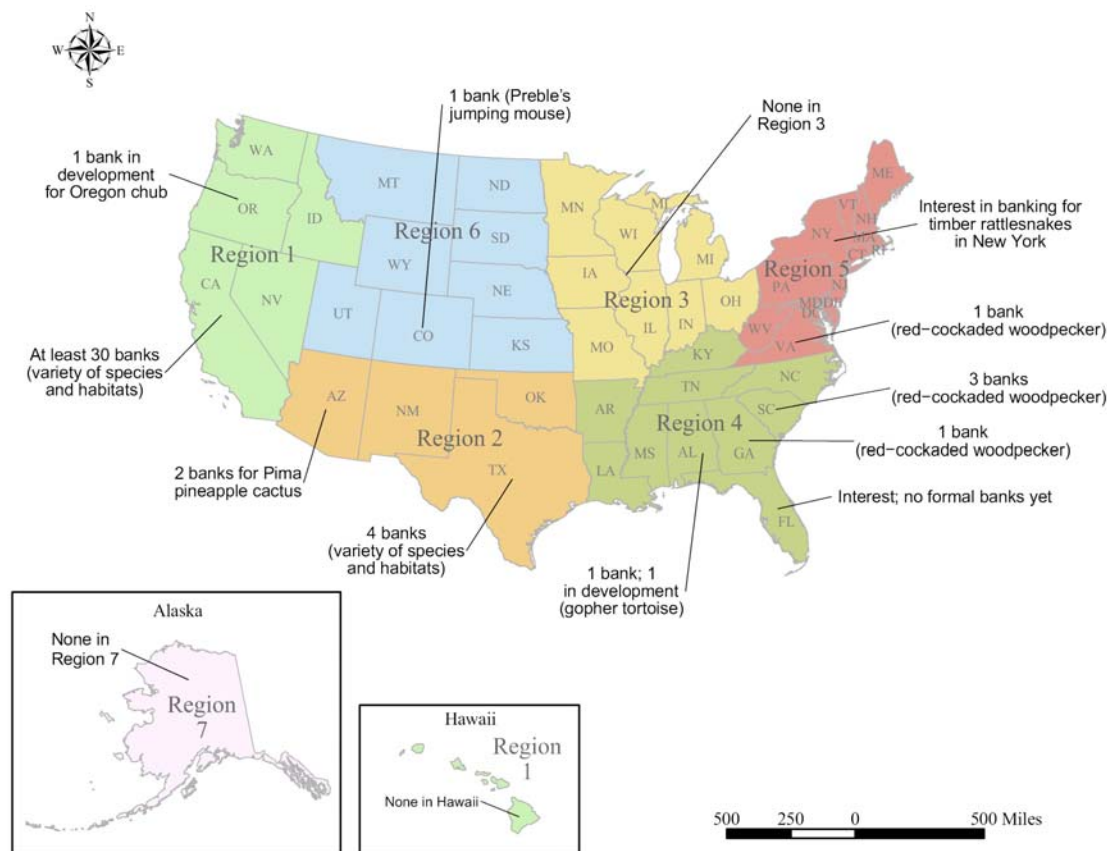 N
W
E
S
1 bank (Preble's
jumping mouse)
None in
Region 3
1 bank in
development
for Oregon chub
WA
OR
ID
MT
ND
SD
WY
Region 6
Region 1
CA
NV
UT
CO
NE
KS
MN
WI
MI
MI
IA
Region 3
IL
IN
OH
MO
ME
VT
NH
NY
MA
CT
RI
Region 5
PA
NJ
MD
DE
DC
WV
VA
Interest in banking for
timber rattlesnakes
in New York
1 bank
(red-cockaded woodpecker)
3 banks
(red-cockaded woodpecker)
1 bank
(red-cockaded woodpecker)
Interest; no formal banks yet
At least 30 banks
(variety of species
and habitats)
AZ
NM
OK
Region 2
TX
KY
TN
NC
AR
SC
Region 4
MS
AL
GA
LA
FL
2 banks for Pima
pineapple cactus
4 banks
(variety of species
and habitats)
1 bank; 1
in development
(gopher tortoise)
Alaska
None in
Region 7
Region
7
Hawaii
Region
1
None in Hawaii
500 250 0 500 Miles